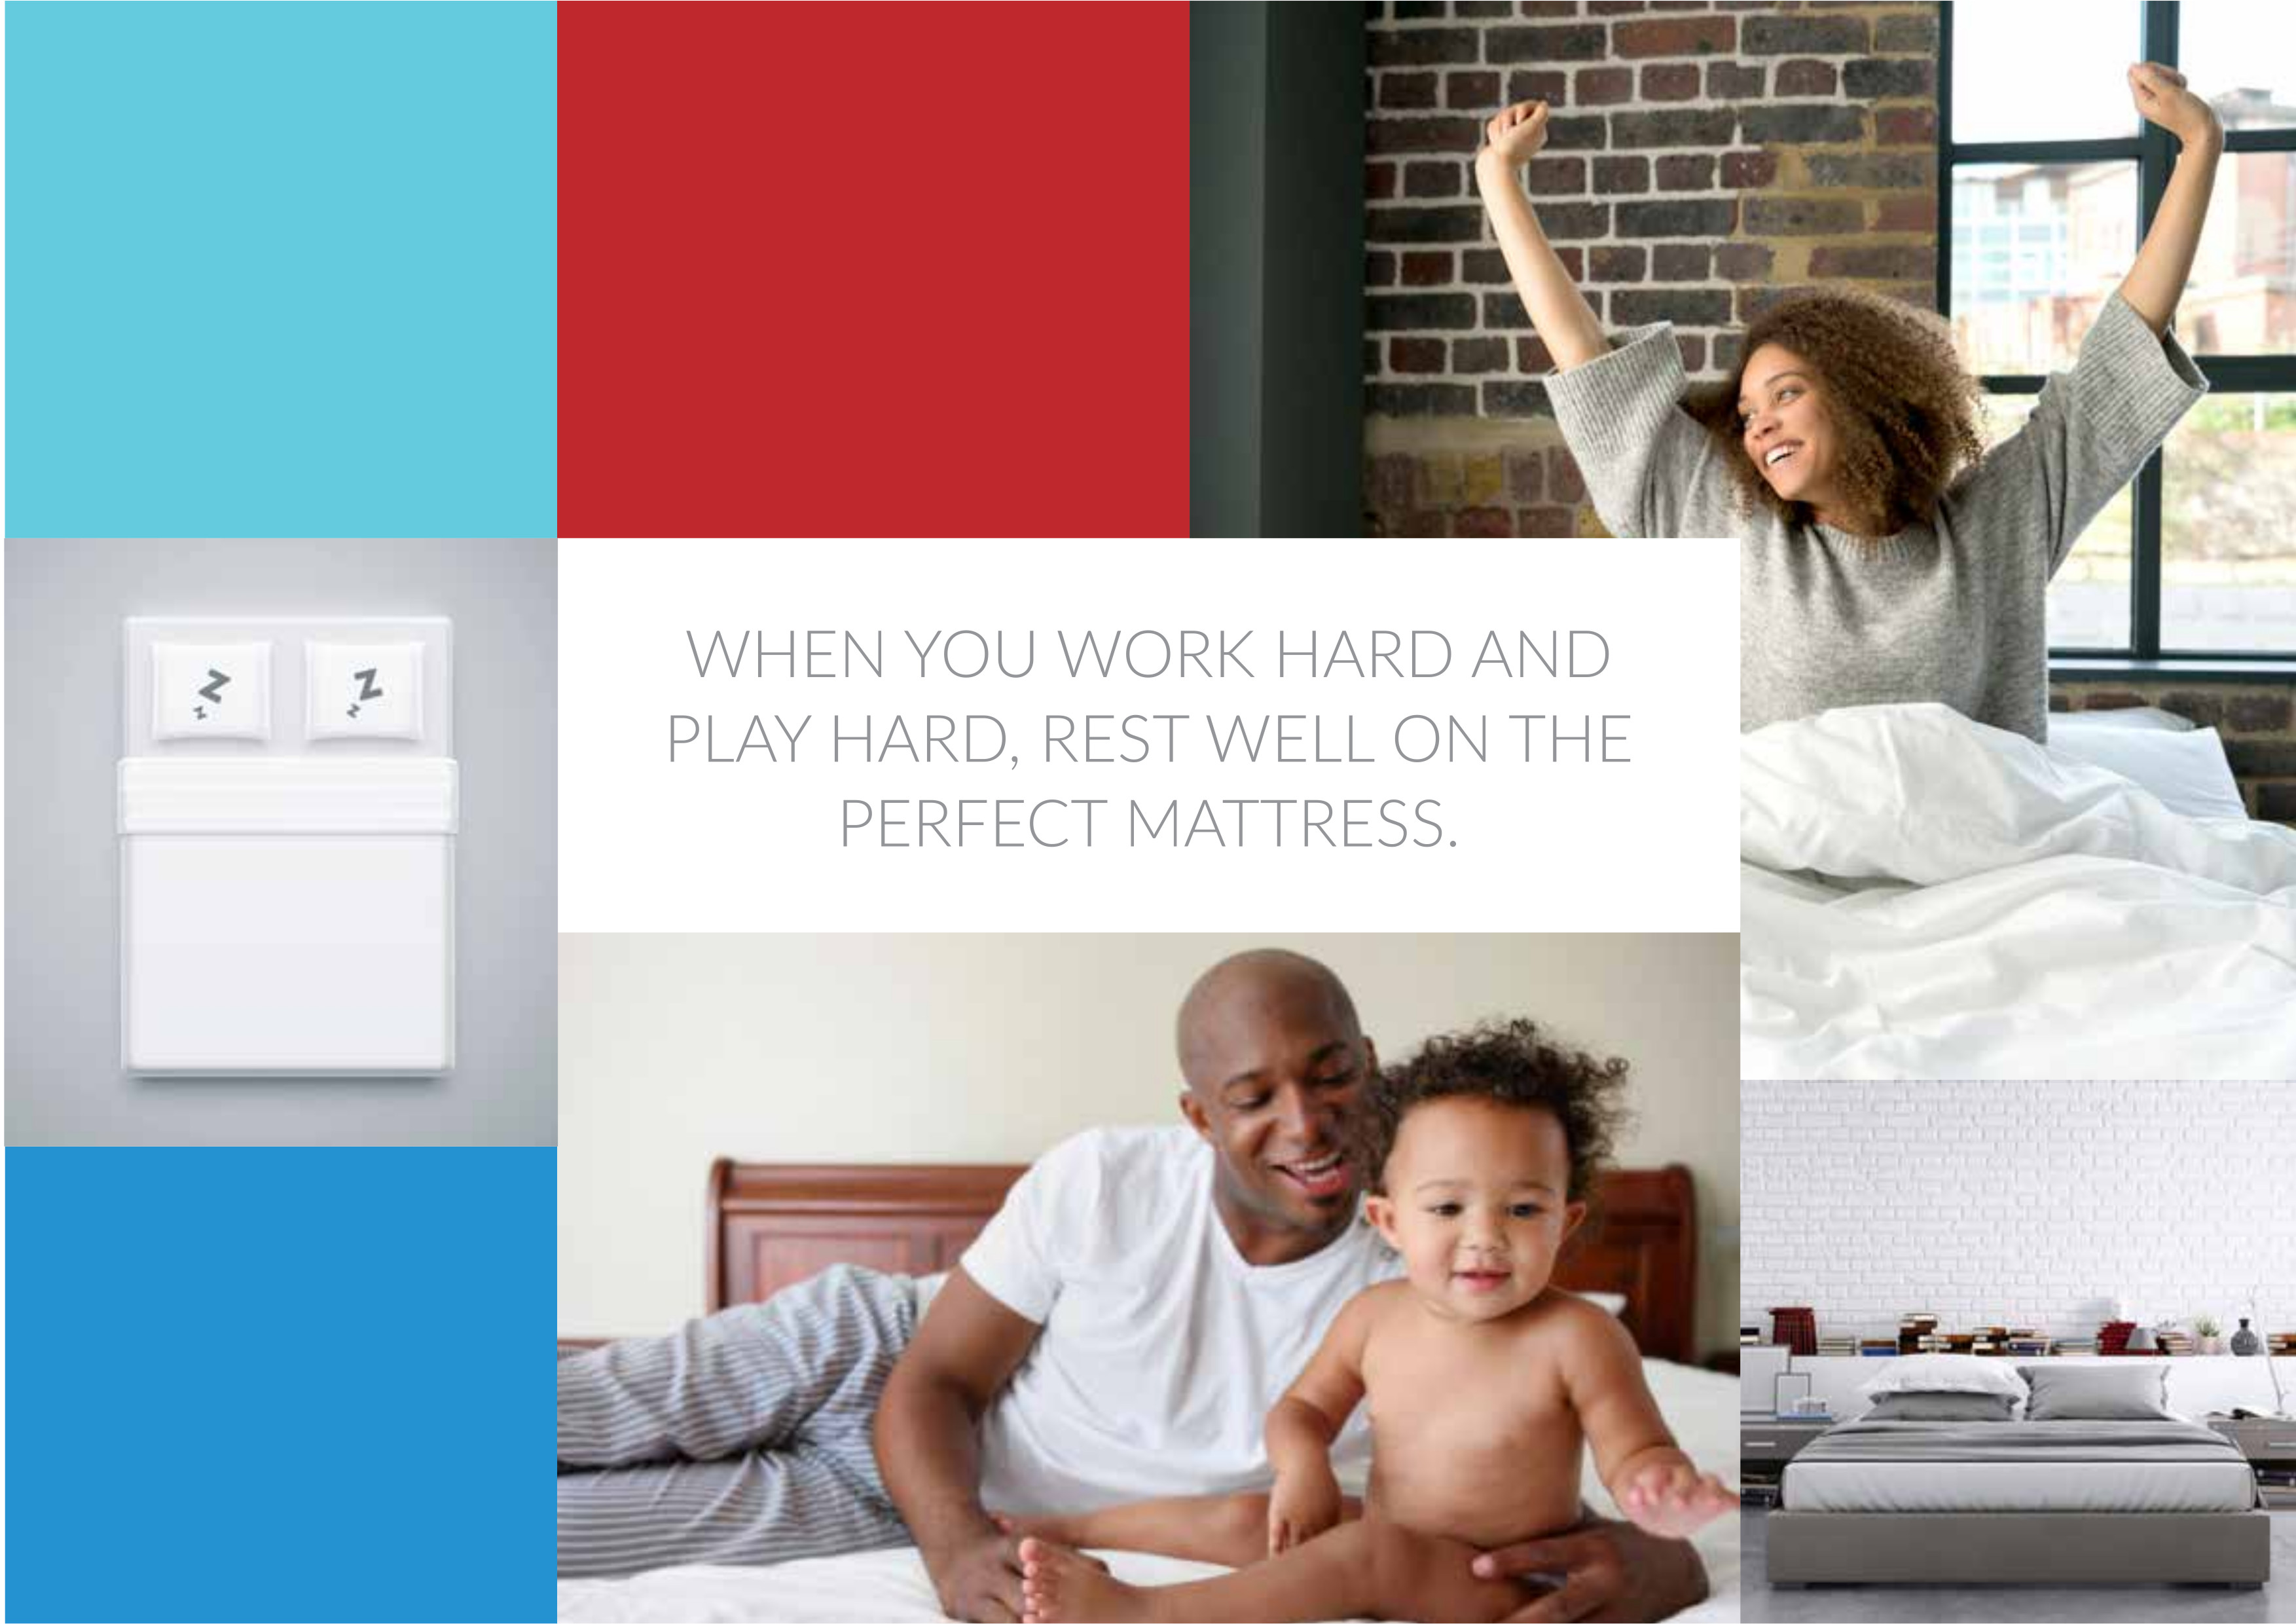 Z Z
z z
WHEN YOU WORK HARD AND
PLAY HARD, REST WELL ON THE
PERFECT MATTRESS.